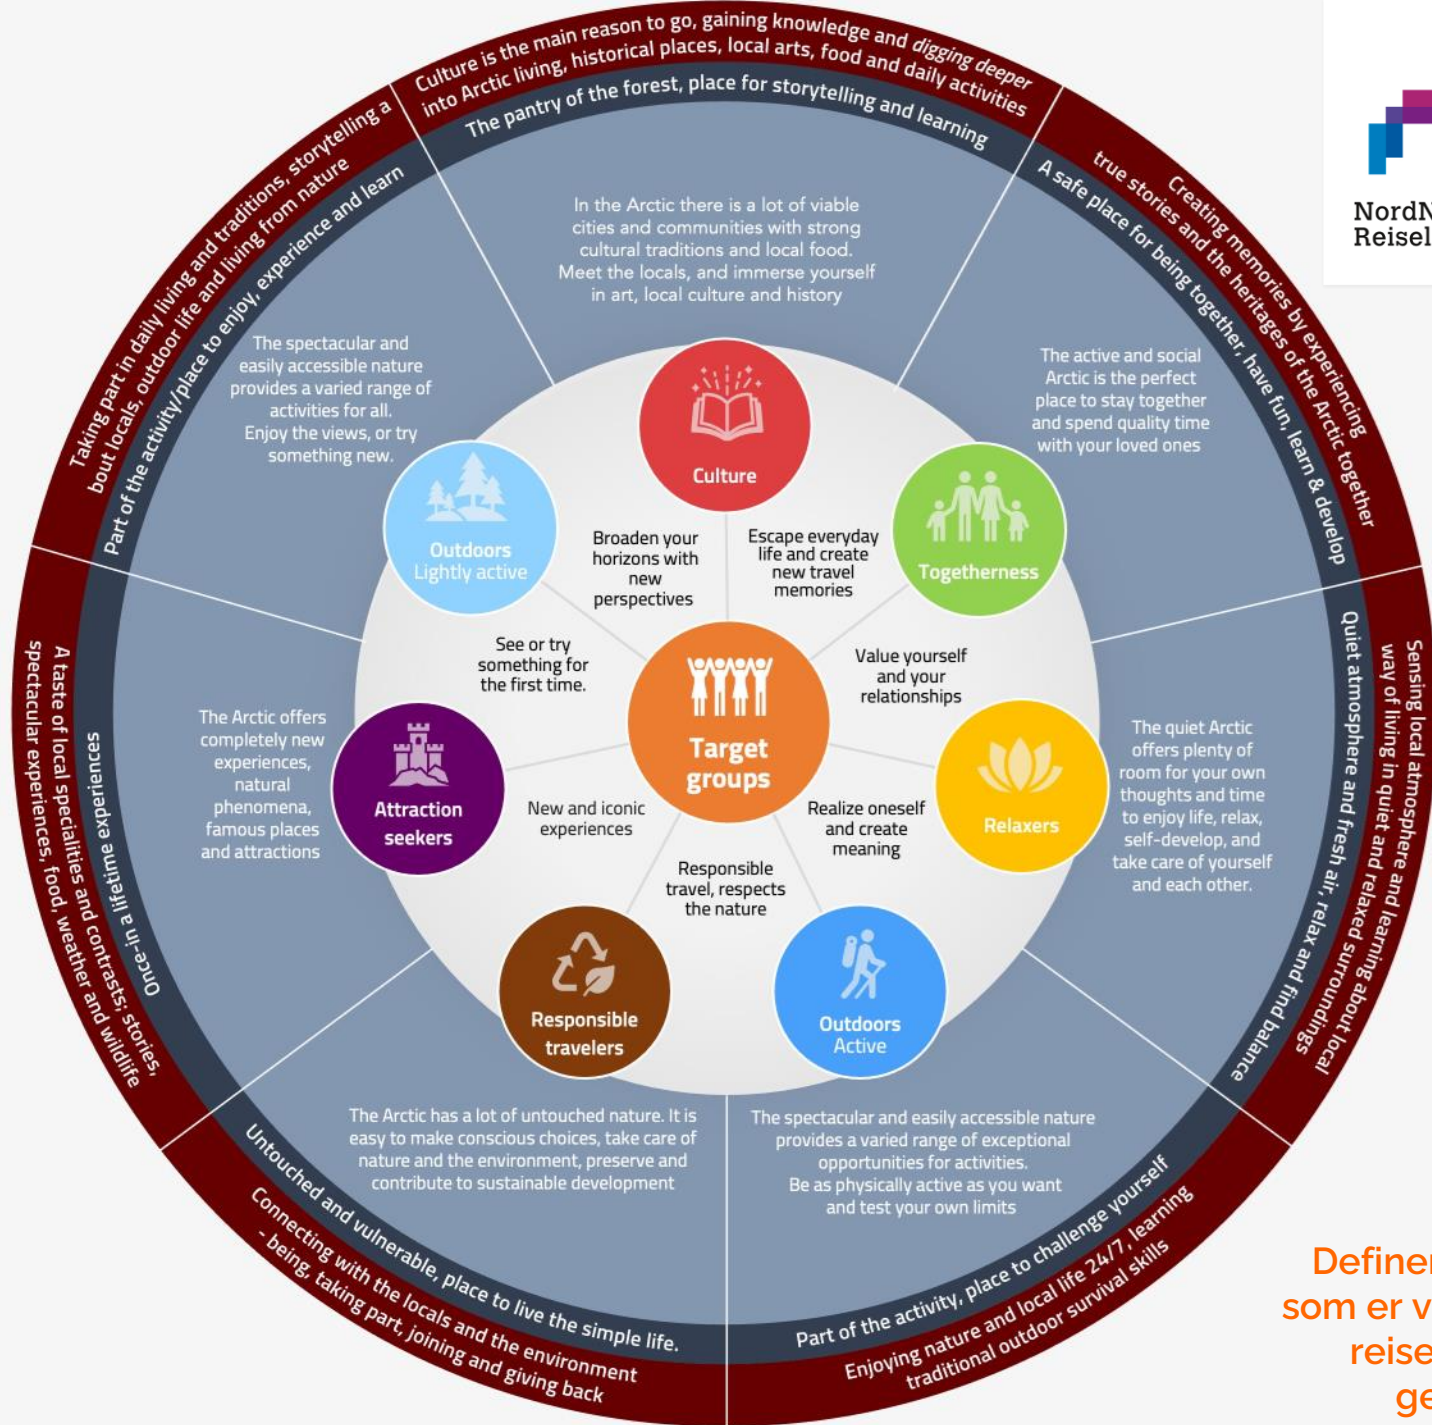 Culture is the main reason to go, gaining knowledge and digging deeper
into Arctic living, historical places, local arts, food and daily activities
The pantry of the forest, place for storytelling and learning
In the Arctic there is a lot of viable
cities and communities with strong
cultural traditions and local food.
Meet the locals, and immerse yourself
in art, local culture and history
Culture
Creating memories by experiencing
true stories and the heritages of the Arctic together
A safe place for being together, have fun, learn & develop
The active and social
Arctic is the perfect
place to stay together
and spend quality time
with your loved ones
Togetherness
Sensing local atmosphere and learning about local
way of living in quiet and relaxed surroundings
Quiet atmosphere and fresh air, relax and find balance
The quiet Arctic
offers plenty of
room for your own
thoughts and time
to enjoy life, relax,
self-develop, and
take care of yourself
and each other.
Relaxers
Enjoying nature and local life 24/7, learning
traditional outdoor survival skills
Part of the activity, place to challenge yourself
The spectacular and easily accessible nature
provides a varied range of exceptional
opportunities for activities.
Be as physically active as you want
and test your own limits
Outdoors
Active
Connecting with the locals and the environment
- being, taking part, joining and giving back
Untouched and vulnerable, place to live the simple life.
The Arctic has a lot of untouched nature. It is
easy to make conscious choices, take care of
nature and the environment, preserve and
contribute to sustainable development
Responsible
travelers
A taste of local specialities and contrasts; stories,
spectacular experiences, food, weather and wildlife
Once-in a lifetime experiences
The Arctic offers
completely new
experiences,
natural
phenomena,
famous places
and attractions
Attraction
seekers
Taking part in daily living and traditions, storytelling a
bout locals, outdoor life and living from nature
Part of the activity/place to enjoy, experience and learn
The spectacular and
easily accessible nature
provides a varied range of
activities for all.
Enjoy the views, or try
something new.
Outdoors
Lightly active
Broaden your
horizons with
new
perspectives
Escape everyday
life and create
new travel
memories
See or try
something for
the first time.
Value yourself
and your
relationships
Target
groups
New and iconic
experiences
Realize oneself
and create
meaning
Responsible
travel, respects
the nature
som er